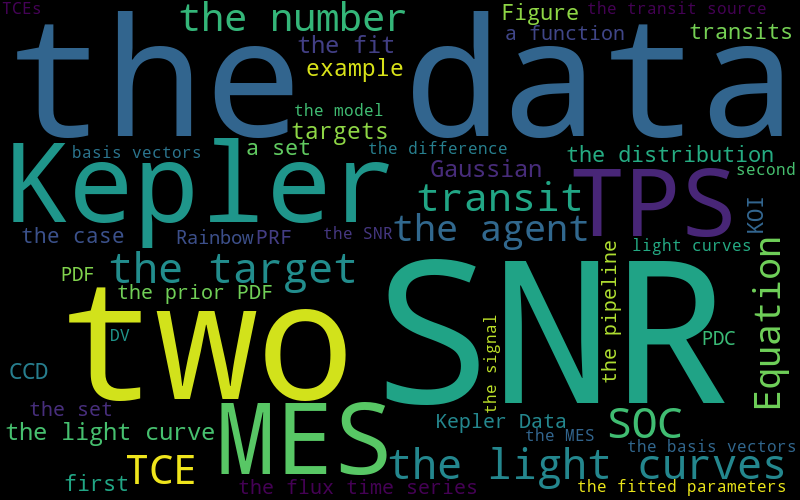 TCEs
the number
Figure
the transit source
the data
the fit
a function
transits
example
the model
targets
Kepler
basis vectors
a set
the difference
Gaussian
the distribution
second
transit
TPS
KOI
the case
Rainbow
PRF
the SNR
the agent
light curves
the target
PDF
the prior PDF
two
SNR
the pipeline
Equation
the signal
DV
PDC
CCD
the set
MES
Kepler Data
SOC
the light curve
the MES
the basis vectors
TCE
the light curves
first
the flux time series
the fitted parameters